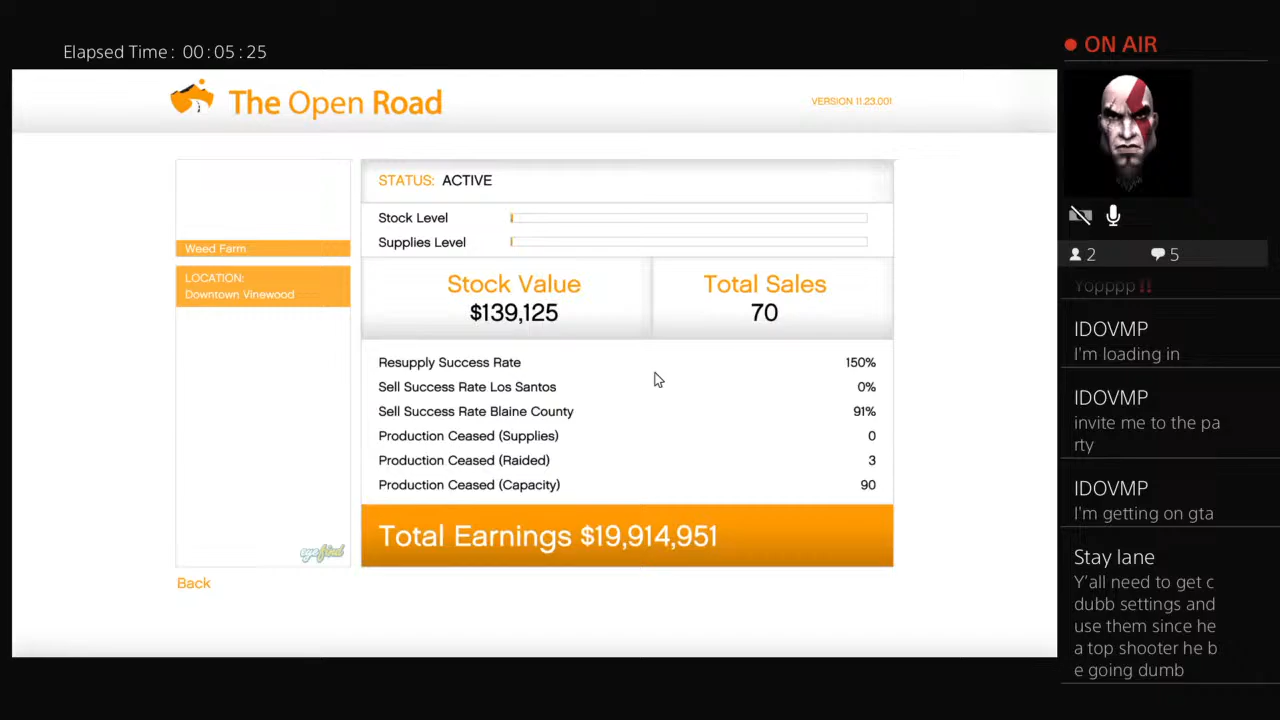 Elapsed Time: 00:05:25
ON AIR
The Open Road
VERSION 11.23.001
STATUS: ACTIVE
Weed Farm
LOCATION:
Downtown Vinewood
Stock Level
Supplies Level
Stock Value
$139,125
Total Sales
70
Resupply Success Rate 150%
Sell Success Rate Los Santos 0%
Sell Success Rate Blaine County 91%
Production Ceased (Supplies) 0
Production Ceased (Raided) 3
Production Ceased (Capacity) 90
Total Earnings $19,914,951
eyefind
Back
2 5
Yopppp !!
IDOVMP
I'm loading in
IDOVMP
invite me to the pa
rty
IDOVMP
I'm getting on gta
Stay lane
Y'all need to get c
dubb settings and
use them since he
a top shooter he b
e going dumb